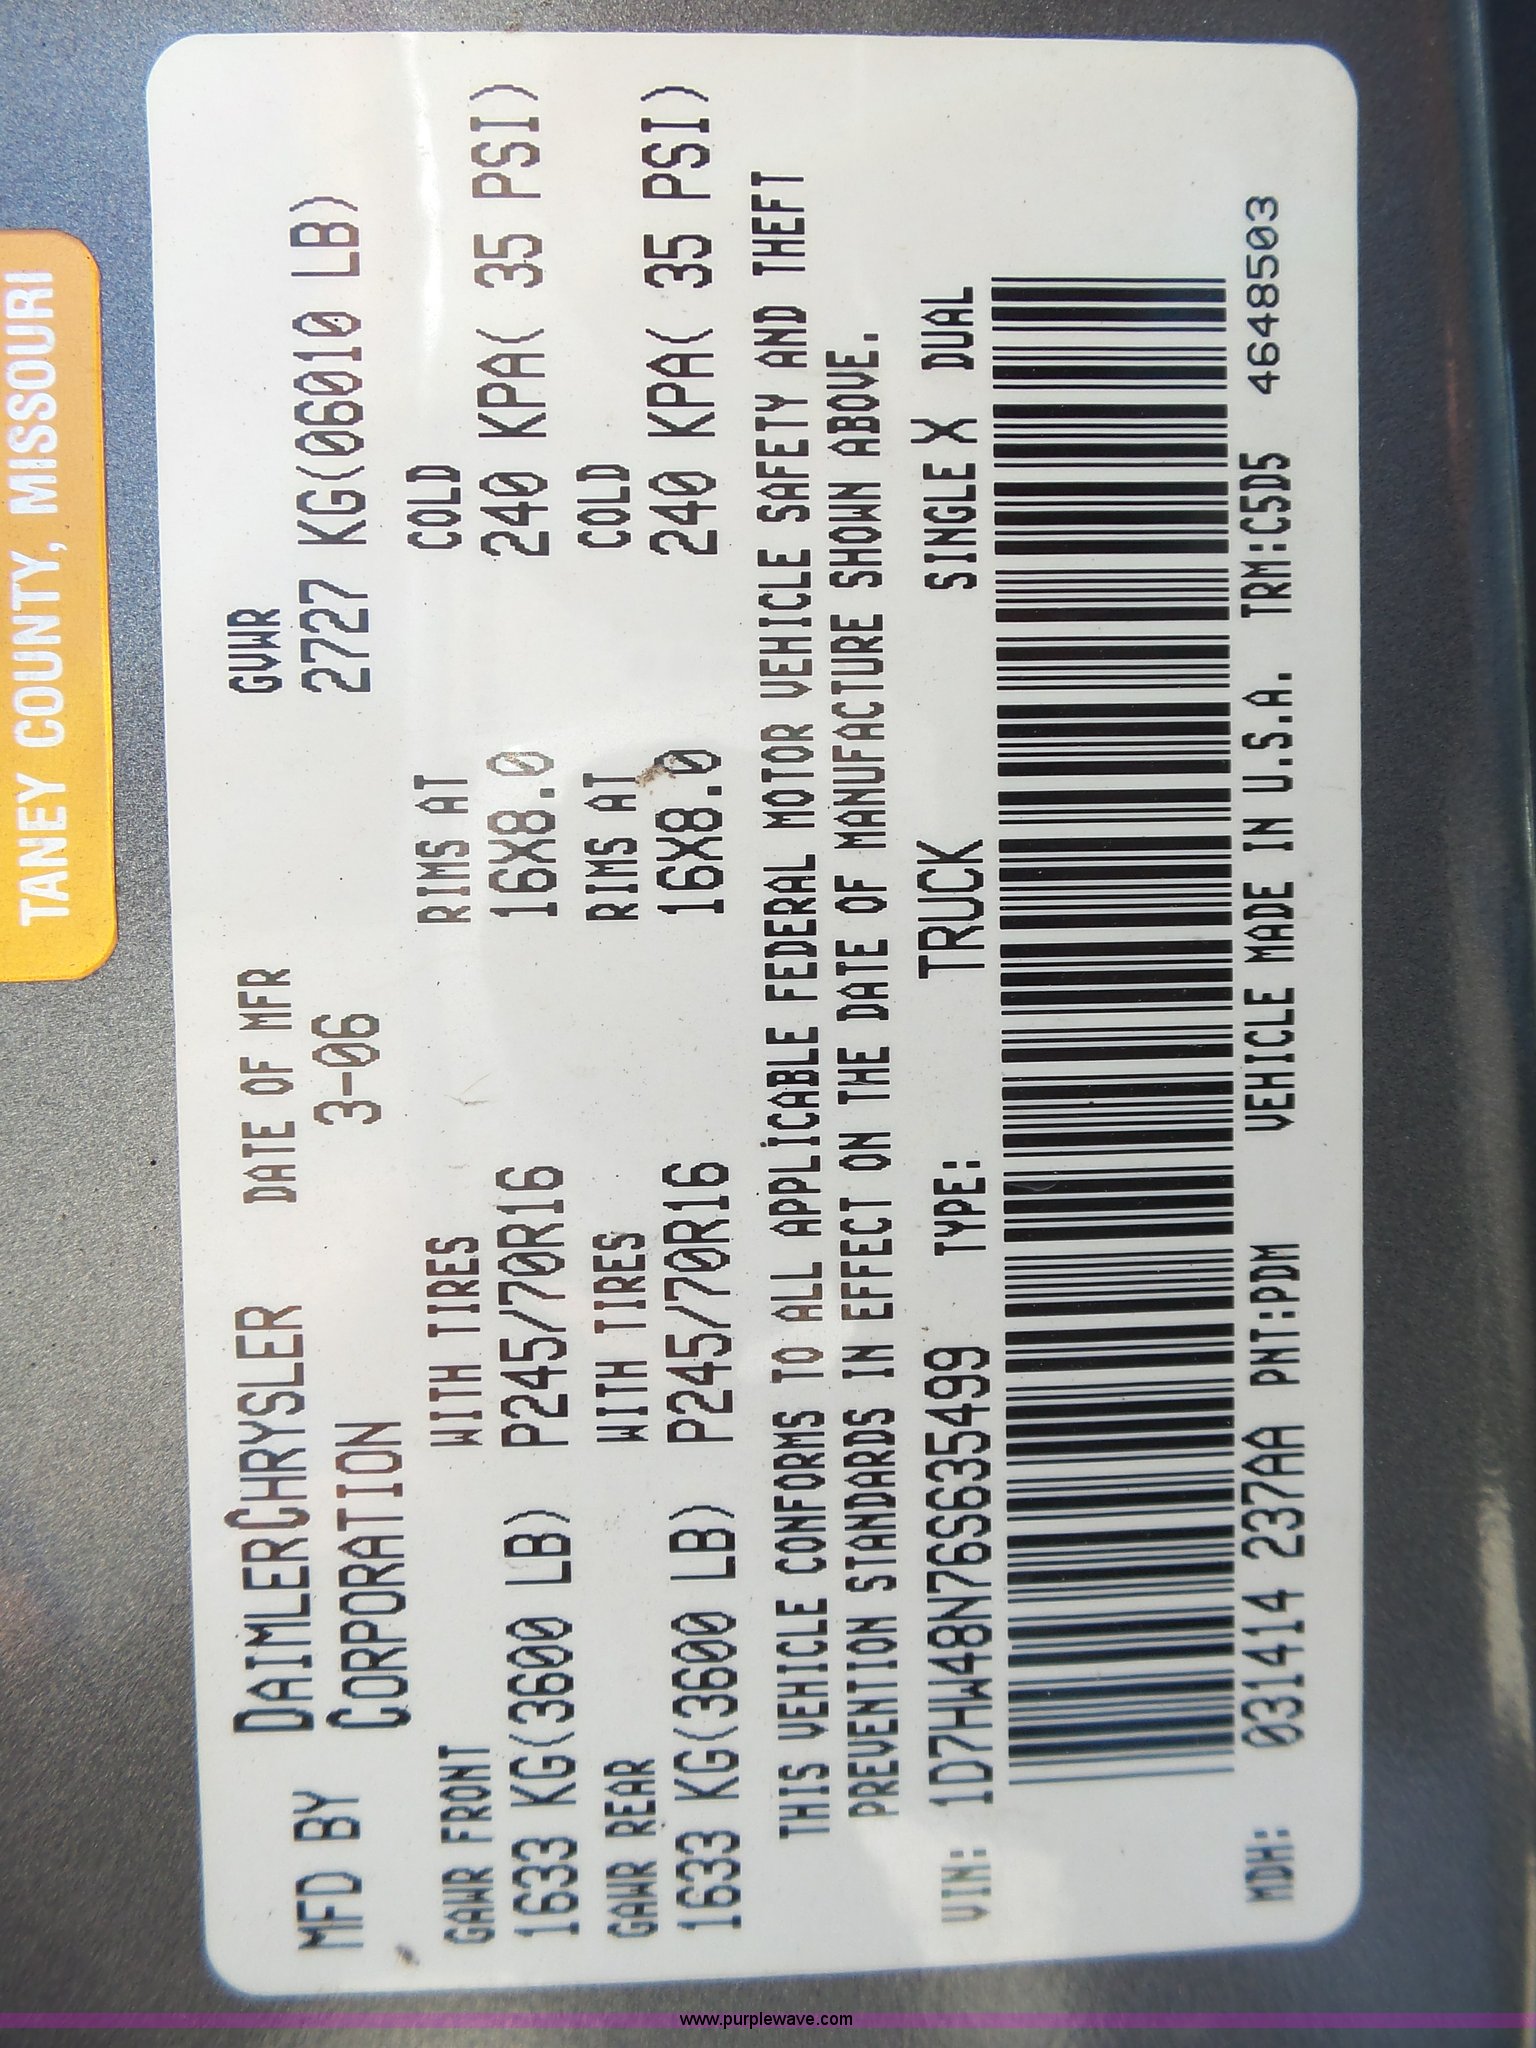 TANEY COUNTY, MISSOURI
MFD BY DAIMLERCHRYSLER CORPORATION DATE OF MFR 3-06 GVWR 2727 KG(06010 LB)
GAWR FRONT WITH TIRES RIMS AT COLD
1633 KG(3600 LB) P245/70R16 16X8.0 240 KPA( 35 PSI)
GAWR REAR WITH TIRES RIMS AT COLD
1633 KG(3600 LB) P245/70R16 16X8.0 240 KPA( 35 PSI)
THIS VEHICLE CONFORMS TO ALL APPLICABLE FEDERAL MOTOR VEHICLE SAFETY AND THEFT
PREVENTION STANDARDS IN EFFECT ON THE DATE OF MANUFACTURE SHOWN ABOVE.
VIN: 1D7HW48N76S635499 TYPE: TRUCK SINGLE X DUAL
MDH: 031414 237AA PNT:PDM VEHICLE MADE IN U.S.A. TRM:C5D5 4648503
www.purplewave.com